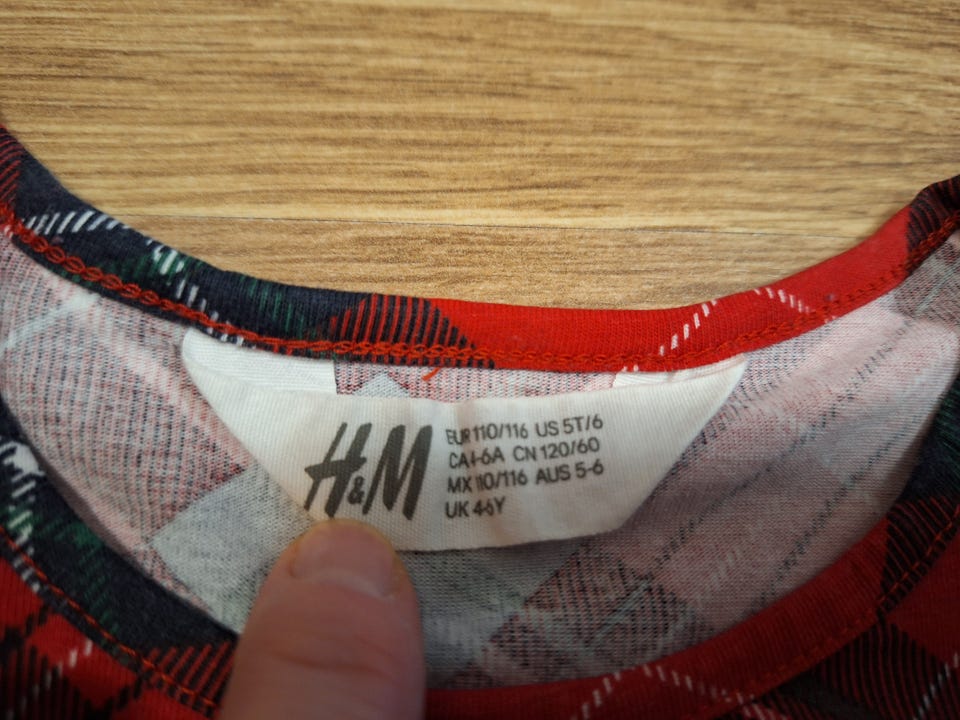 H&M
EUR 110/116 US 5T/6
CA 4-6A CN 120/60
MX 110/116 AUS 5-6
UK 4-6Y